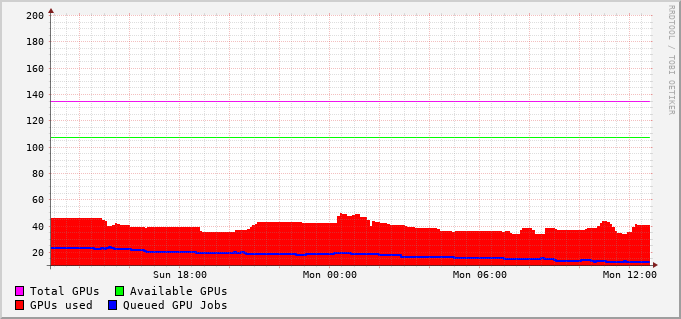 RRDTOOL / TOBI OETIKER
200
180
160
140
120
100
80
60
40
20
Sun 18:00 Mon 00:00 Mon 06:00 Mon 12:00
Total GPUs Available GPUs
GPUs used Queued GPU Jobs